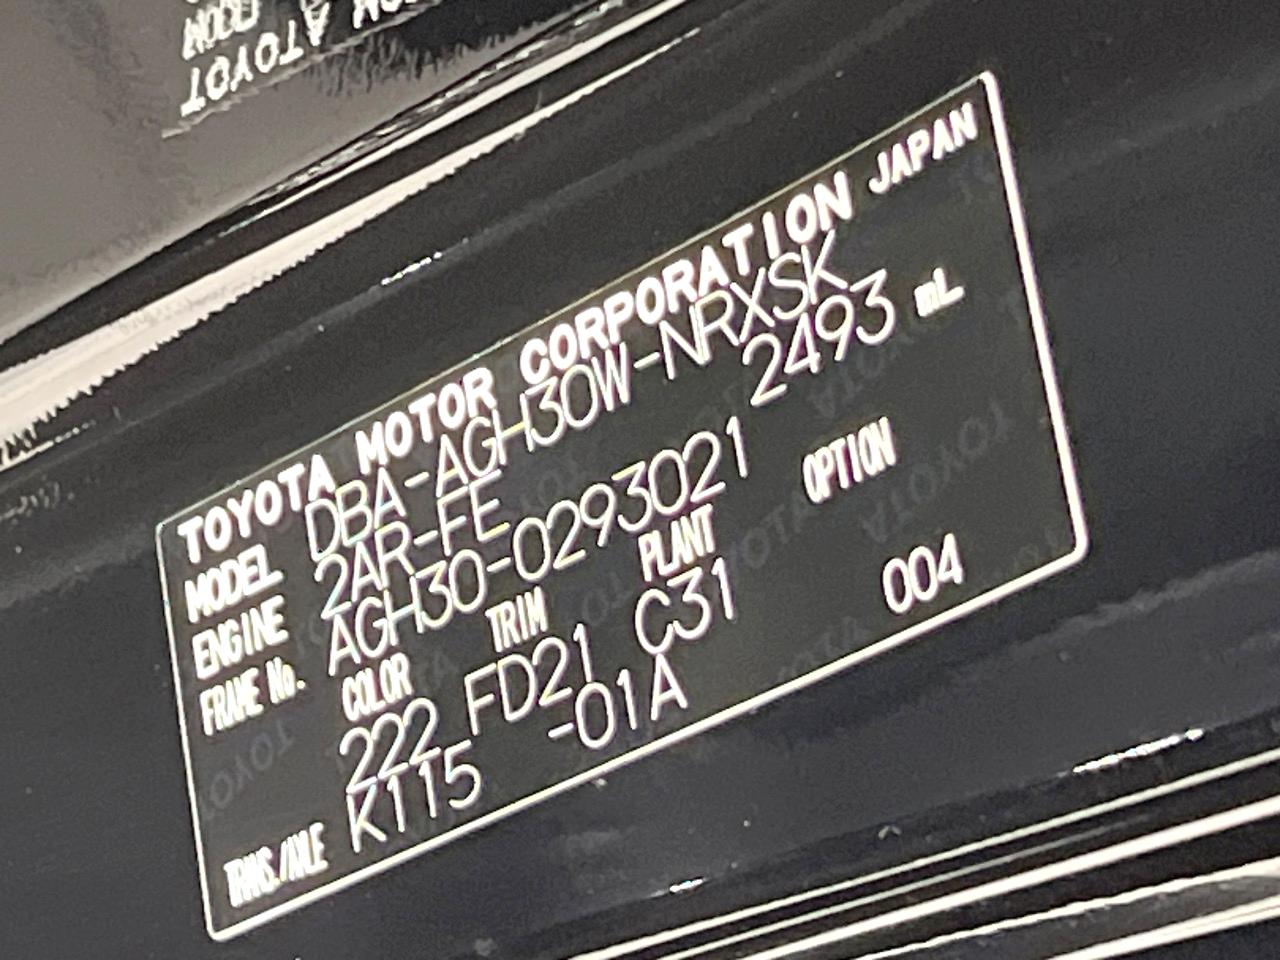 TOYOTA MOTOR CORPORATION JAPAN
MODEL DBA-AGH30W-NRXSK
ENGINE 2AR-FE 2493 mL
FRAME No. AGH30-0293021
COLOR TRIM PLANT OPTION
222 FD21 C31 004
TRANS./AXLE K115 -01A